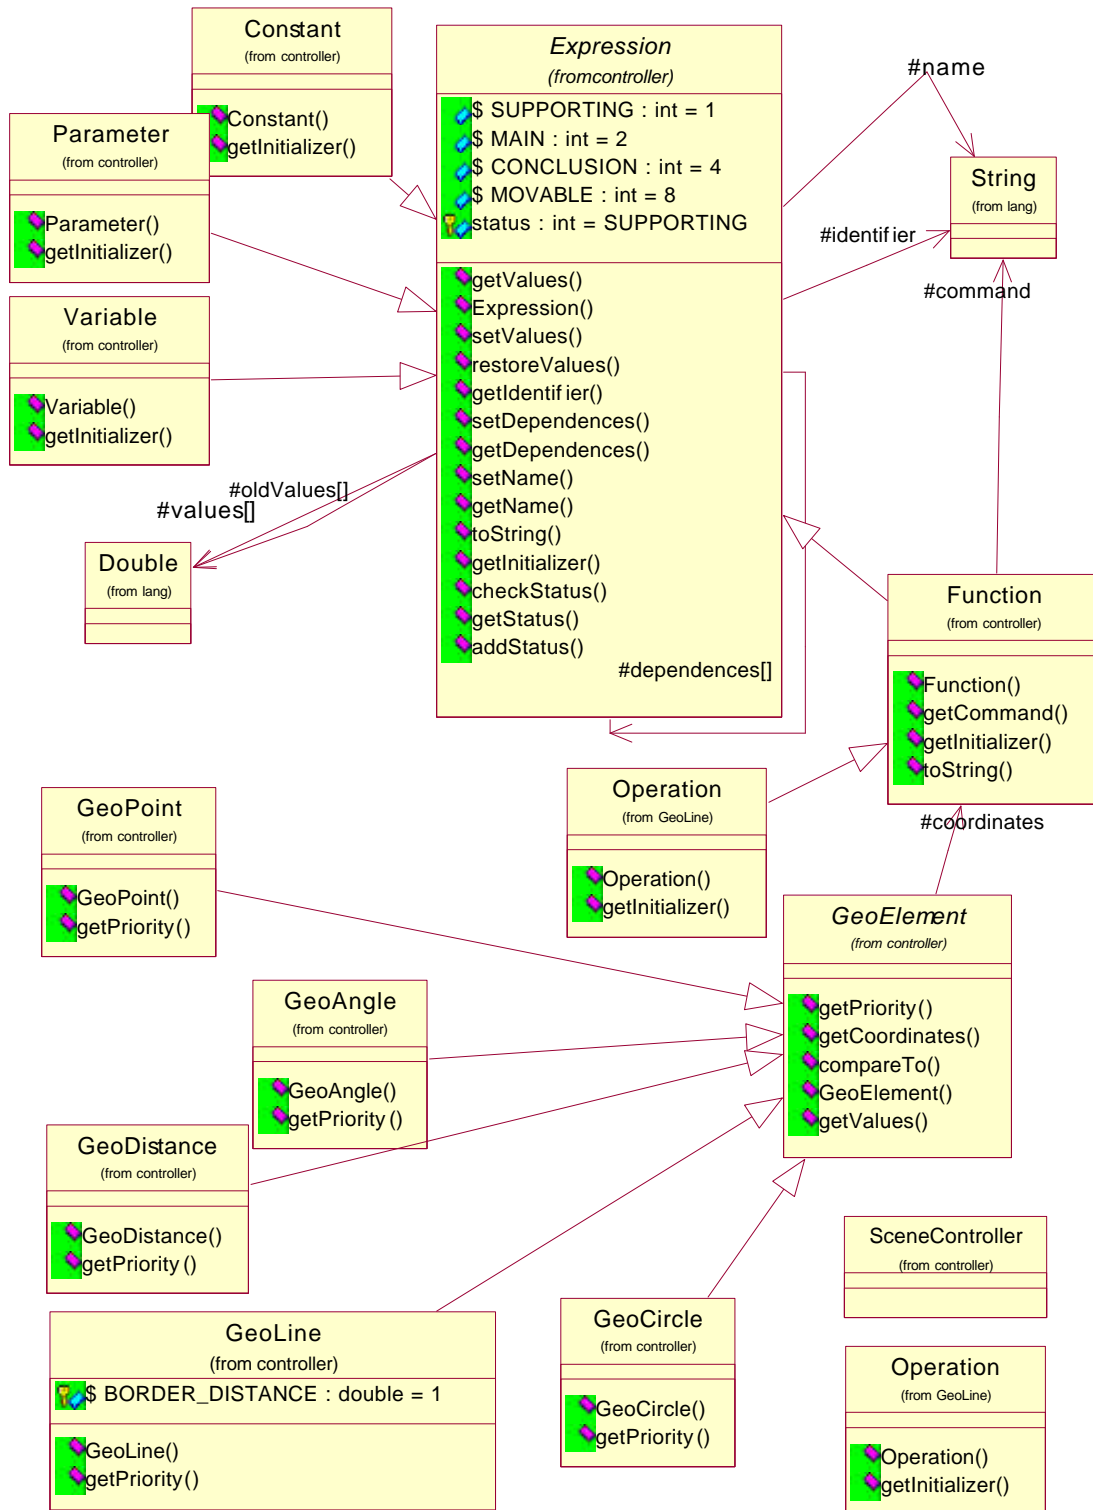 Constant
(from controller)
Constant()
getInitializer()
Parameter
(from controller)
Parameter()
getInitializer()
Variable
(from controller)
Variable()
getInitializer()
Expression
(fromcontroller)
$ SUPPORTING : int = 1
$ MAIN : int = 2
$ CONCLUSION : int = 4
$ MOVABLE : int = 8
status : int = SUPPORTING
getValues()
Expression()
setValues()
restoreValues()
getIdentifier()
setDependences()
getDependences()
setName()
getName()
toString()
getInitializer()
checkStatus()
getStatus()
addStatus()
#dependences[]
#name
String
(from lang)
#identifier
#command
#oldValues[]
#values[]
Double
(from lang)
Function
(from controller)
Function()
getCommand()
getInitializer()
toString()
#coordinates
Operation
(from GeoLine)
Operation()
getInitializer()
GeoPoint
(from controller)
GeoPoint()
getPriority()
GeoElement
(from controller)
getPriority()
getCoordinates()
compareTo()
GeoElement()
getValues()
GeoAngle
(from controller)
GeoAngle()
getPriority()
GeoDistance
(from controller)
GeoDistance()
getPriority()
SceneController
(from controller)
GeoLine
(from controller)
$ BORDER_DISTANCE : double = 1
GeoLine()
getPriority()
GeoCircle
(from controller)
GeoCircle()
getPriority()
Operation
(from GeoLine)
Operation()
getInitializer()